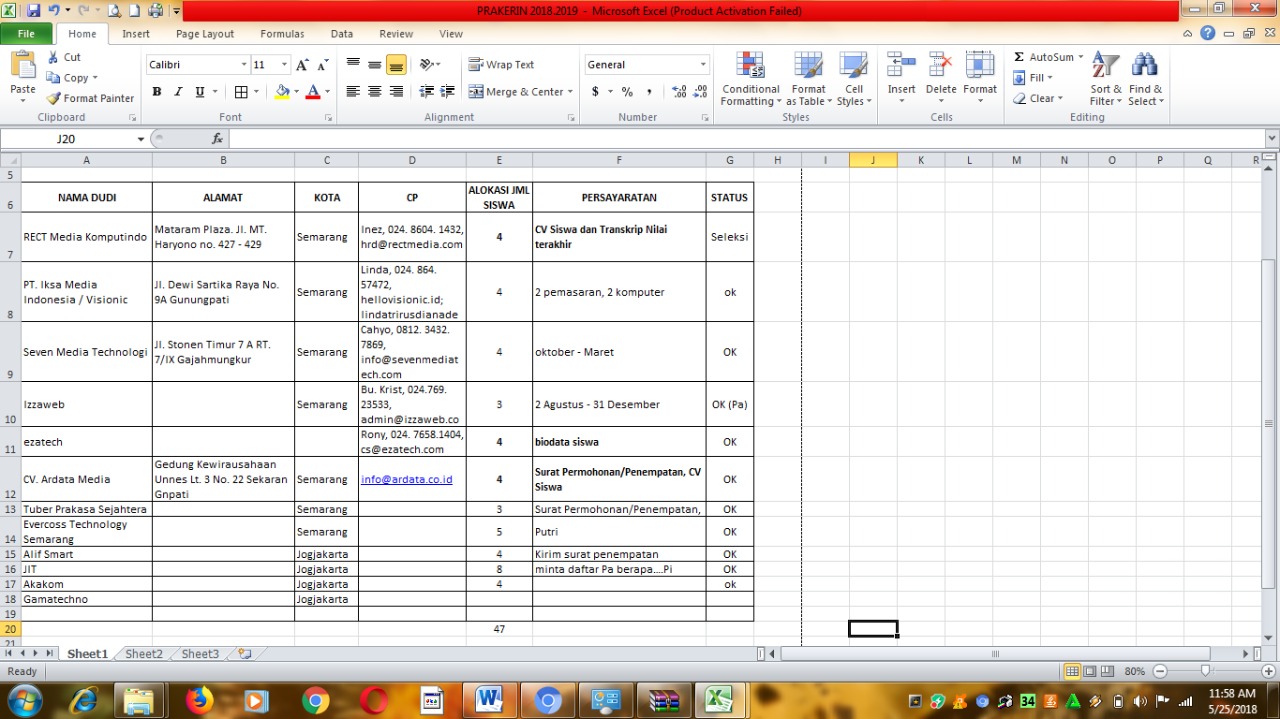 PRAKERIN 2018.2019 - Microsoft Excel (Product Activation Failed)
File Home Insert Page Layout Formulas Data Review View
Paste
Cut
Copy
Format Painter
Clipboard
Calibri 11
B I U
Font
Wrap Text
Merge & Center
Alignment
General
$ % ,
Number
Conditional Formatting
Format as Table
Cell Styles
Styles
Insert Delete Format
Cells
Σ AutoSum
Fill
Clear
Sort & Filter
Find & Select
Editing
J20 fx
A B C D E F G H I J K L M N O P Q R
5
6 NAMA DUDI ALAMAT KOTA CP ALOKASI JML SISWA PERSAYARATAN STATUS
7 RECT Media Komputindo Mataram Plaza. Jl. MT. Haryono no. 427 - 429 Semarang Inez, 024. 8604. 1432, hrd@rectmedia.com 4 CV Siswa dan Transkrip Nilai terakhir Seleksi
8 PT. Iksa Media Indonesia / Visionic Jl. Dewi Sartika Raya No. 9A Gunungpati Semarang Linda, 024. 864. 57472, hellovisionic.id; lindatrirusdianade 4 2 pemasaran, 2 komputer ok
9 Seven Media Technologi Jl. Stonen Timur 7 A RT. 7/IX Gajahmungkur Semarang Cahyo, 0812. 3432. 7869, info@sevenmediatech.com 4 oktober - Maret OK
10 Izzaweb Semarang Bu. Krist, 024.769. 23533, admin@izzaweb.co 3 2 Agustus - 31 Desember OK (Pa)
11 ezatech Rony, 024. 7658.1404, cs@ezatech.com 4 biodata siswa OK
12 CV. Ardata Media Gedung Kewirausahaan Unnes Lt. 3 No. 22 Sekaran Gnpati Semarang info@ardata.co.id 4 Surat Permohonan/Penempatan, CV Siswa OK
13 Tuber Prakasa Sejahtera Semarang 3 Surat Permohonan/Penempatan, OK
14 Evercoss Technology Semarang Semarang 5 Putri OK
15 Alif Smart Jogjakarta 4 Kirim surat penempatan OK
16 JIT Jogjakarta 8 minta daftar Pa berapa....Pi OK
17 Akakom Jogjakarta 4 ok
18 Gamatechno Jogjakarta
19
20 47
21
Sheet1 Sheet2 Sheet3
Ready 80%
34
11:58 AM
5/25/2018